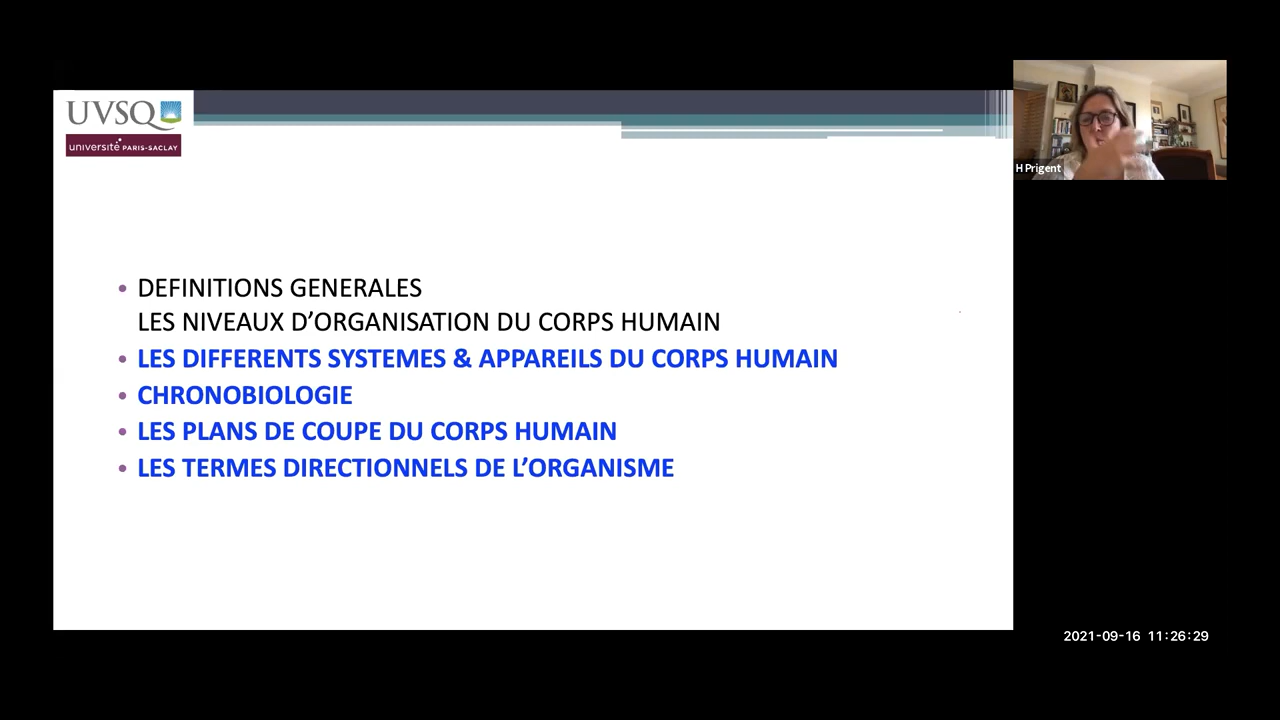 UVSQ
université PARIS-SACLAY
• DEFINITIONS GENERALES
LES NIVEAUX D’ORGANISATION DU CORPS HUMAIN
• LES DIFFERENTS SYSTEMES & APPAREILS DU CORPS HUMAIN
• CHRONOBIOLOGIE
• LES PLANS DE COUPE DU CORPS HUMAIN
• LES TERMES DIRECTIONNELS DE L’ORGANISME
H Prigent
2021-09-16 11:26:29